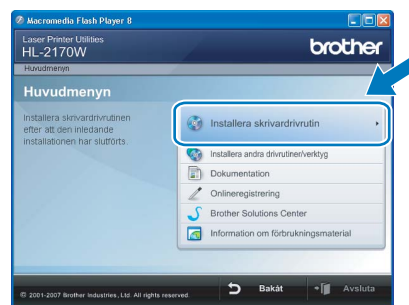 Macromedia Flash Player 8
Laser Printer Utilities
HL-2170W
brother
Huvudmenyn
Huvudmenyn
Installera skrivardrivrutinen
efter att den inledande
installationen har slutförts.
Installera skrivardrivrutin
Installera andra drivrutiner/verktyg
Dokumentation
Onlineregistrering
Brother Solutions Center
Information om förbrukningsmaterial
© 2001-2007 Brother Industries, Ltd. All rights reserved.
Bakåt
Avsluta